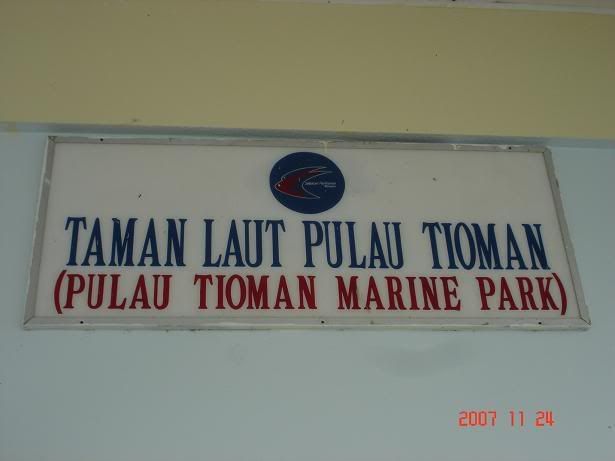 TAMAN LAUT PULAU TIOMAN
(PULAU TIOMAN MARINE PARK)
2007 11 24